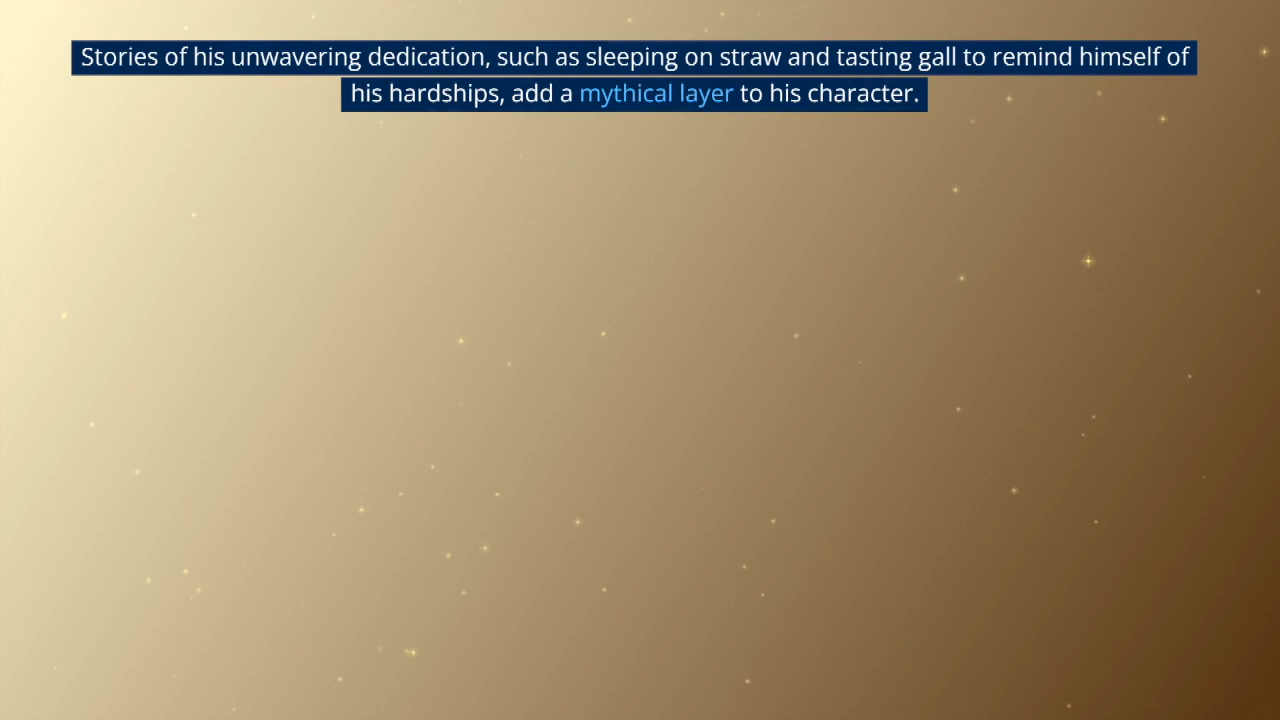 Stories of his unwavering dedication, such as sleeping on straw and tasting gall to remind himself of
his hardships, add a mythical layer to his character.